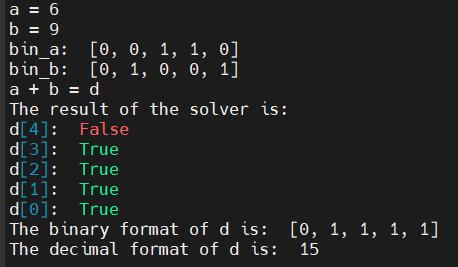 a = 6
b = 9
bin_a:  [0, 0, 1, 1, 0]
bin_b:  [0, 1, 0, 0, 1]
a + b = d
The result of the solver is:
d[4]:  False
d[3]:  True
d[2]:  True
d[1]:  True
d[0]:  True
The binary format of d is:  [0, 1, 1, 1, 1]
The decimal format of d is:  15